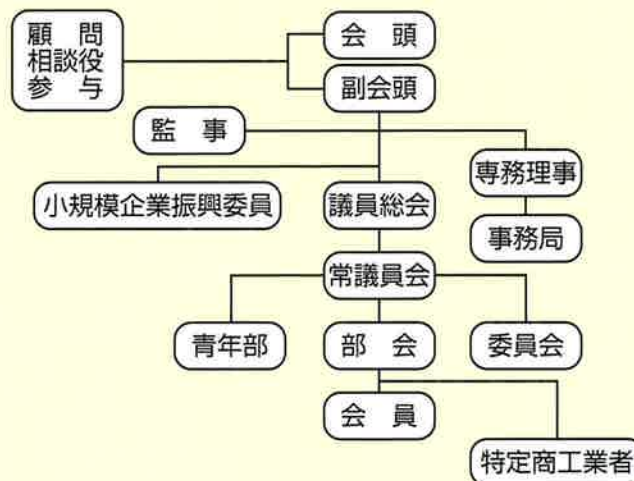 顧　問
相談役
参　与
会　頭
副会頭
監　事
専務理事
小規模企業振興委員
議員総会
事務局
常議員会
青年部
部　会
委員会
会　員
特定商工業者